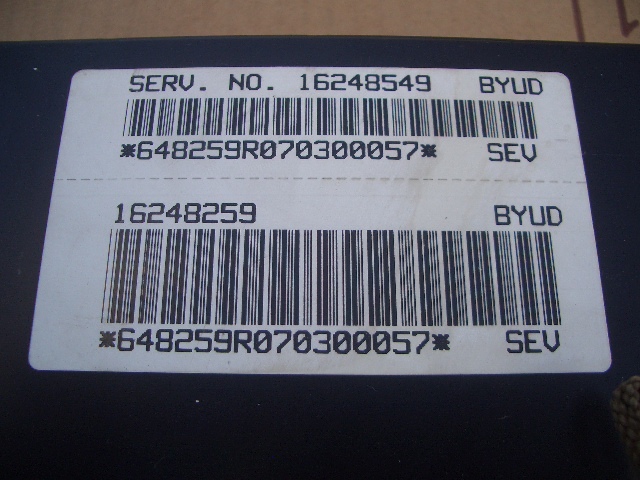 SERV. NO. 16248549 BYUD
*648259R070300057* SEV
16248259 BYUD
*648259R070300057* SEV